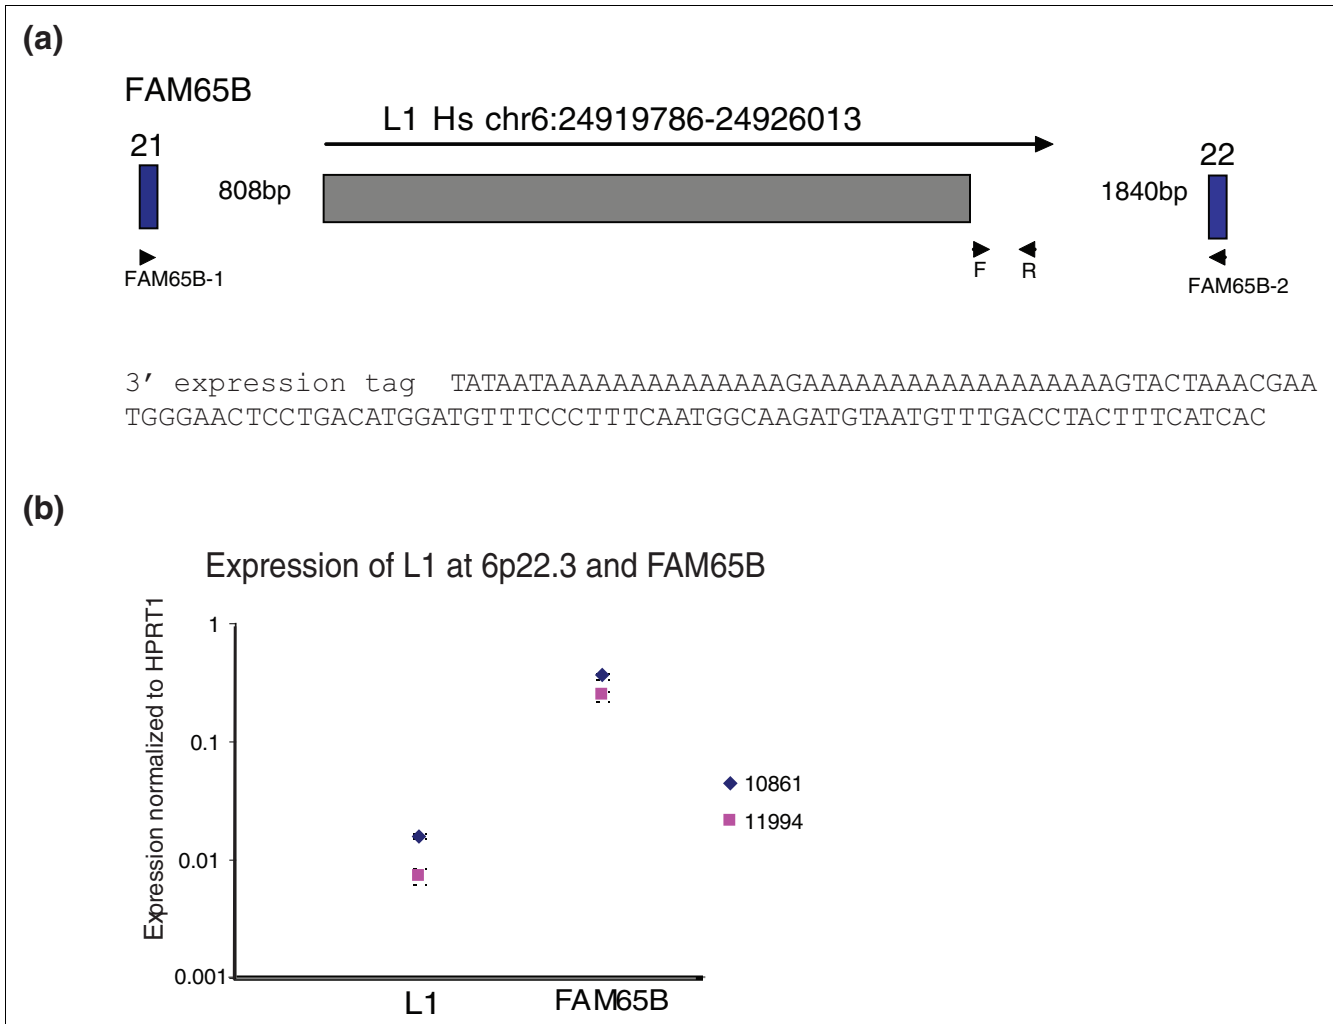 (a)
FAM65B
L1 Hs chr6:24919786-24926013
21
22
808bp
1840bp
FAM65B-1
F
R
FAM65B-2
3’ expression tag TATAATAAAAAAAAAAAAAAGAAAAAAAAAAAAAAAAAAGTACTAAACGAA
TGGGAACTCCTGACATGGATGTTTCCCTTTCAATGGCAAGATGTAATGTTTGACCTACTTTCATCAC
(b)
Expression of L1 at 6p22.3 and FAM65B
Expression normalized to HPRT1
1
0.1
0.01
0.001
10861
11994
L1
FAM65B